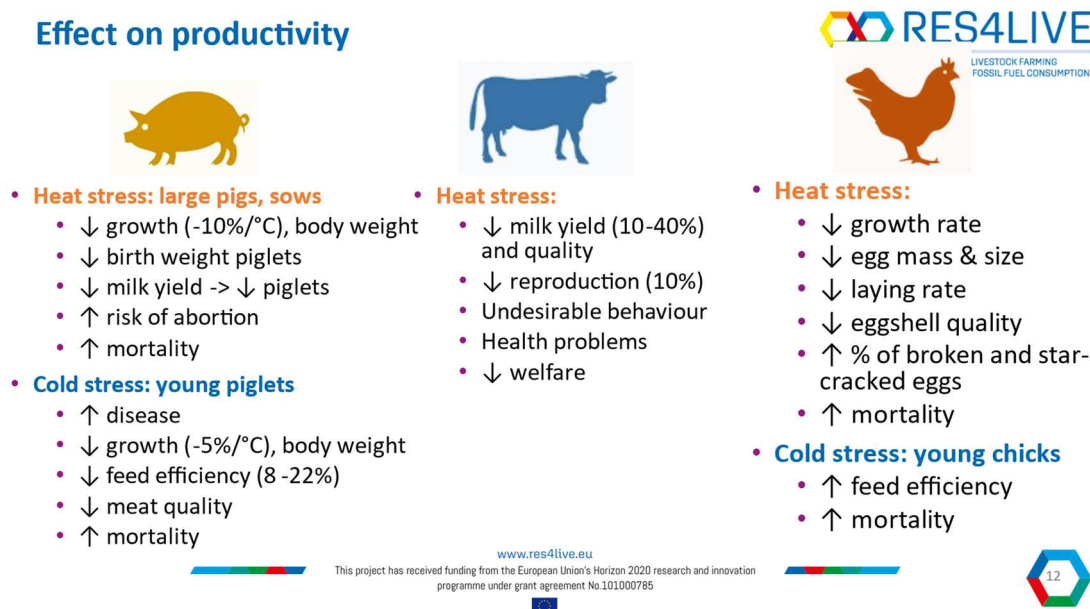 Effect on productivity
RES4LIVE
LIVESTOCK FARMING
FOSSIL FUEL CONSUMPTION
• Heat stress: large pigs, sows
• ↓ growth (-10%/°C), body weight
• ↓ birth weight piglets
• ↓ milk yield -> ↓ piglets
• ↑ risk of abortion
• ↑ mortality
• Cold stress: young piglets
• ↑ disease
• ↓ growth (-5%/°C), body weight
• ↓ feed efficiency (8 -22%)
• ↓ meat quality
• ↑ mortality
• Heat stress:
• ↓ milk yield (10-40%)
and quality
• ↓ reproduction (10%)
• Undesirable behaviour
• Health problems
• ↓ welfare
• Heat stress:
• ↓ growth rate
• ↓ egg mass & size
• ↓ laying rate
• ↓ eggshell quality
• ↑ % of broken and star-
cracked eggs
• ↑ mortality
• Cold stress: young chicks
• ↑ feed efficiency
• ↑ mortality
www.res4live.eu
This project has received funding from the European Union's Horizon 2020 research and innovation
programme under grant agreement No.101000785
12